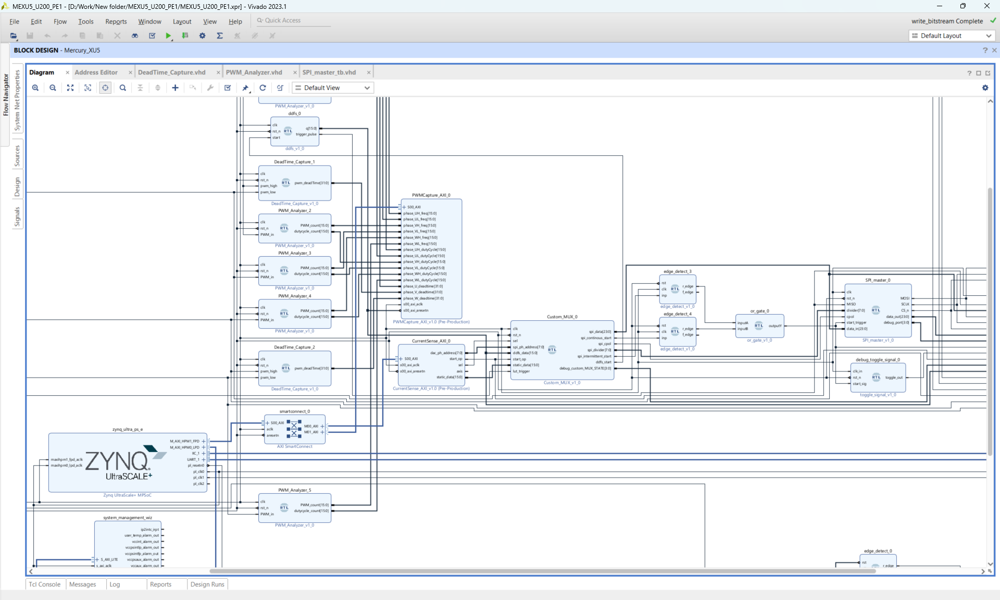 MEXU5_U200_PE1 - [D:/Work/New folder/MEXU5_U200_PE1/MEXU5_U200_PE1.xpr] - Vivado 2023.1
File Edit Flow Tools Reports Window Layout View Help Quick Access
write_bitstream Complete
Default Layout
BLOCK DESIGN - Mercury_XU5
Flow Navigator
System Net Properties
Sources
Design
Signals
Diagram Address Editor DeadTime_Capture.vhd PWM_Analyzer.vhd SPI_master_tb.vhd
Default View
PWM_Analyzer_v1_0
ddfs_0
clk
rst_n
start
RTL
q[15:0]
trigger_pulse
ddfs_v1_0
DeadTime_Capture_1
clk
rst_n
pwm_high
pwm_low
RTL
pwm_deadTime[31:0]
DeadTime_Capture_v1_0
PWM_Analyzer_2
clk
rst_n
PWM_in
RTL
PWM_count[15:0]
dutycycle_count[15:0]
PWM_Analyzer_v1_0
PWM_Analyzer_3
clk
rst_n
PWM_in
RTL
PWM_count[15:0]
dutycycle_count[15:0]
PWM_Analyzer_v1_0
PWM_Analyzer_4
clk
rst_n
PWM_in
RTL
PWM_count[15:0]
dutycycle_count[15:0]
PWM_Analyzer_v1_0
DeadTime_Capture_2
clk
rst_n
pwm_high
pwm_low
RTL
pwm_deadTime[31:0]
DeadTime_Capture_v1_0
PWMCapture_AXI_0
S00_AXI
phase_UH_freq[15:0]
phase_UL_freq[15:0]
phase_VH_freq[15:0]
phase_VL_freq[15:0]
phase_WH_freq[15:0]
phase_WL_freq[15:0]
phase_UH_dutyCycle[15:0]
phase_UL_dutyCycle[15:0]
phase_VH_dutyCycle[15:0]
phase_VL_dutyCycle[15:0]
phase_WH_dutyCycle[15:0]
phase_WL_dutyCycle[15:0]
phase_U_deadtime[31:0]
phase_V_deadtime[31:0]
phase_W_deadtime[31:0]
s00_axi_aclk
s00_axi_aresetn
PWMCapture_AXI_v1.0 (Pre-Production)
CurrentSense_AXI_0
S00_AXI
s00_axi_aclk
s00_axi_aresetn
dac_ph_address[7:0]
start_op
sel
axis
static_data[15:0]
CurrentSense_AXI_v1.0 (Pre-Production)
Custom_MUX_0
clk
rst_n
sel
spi_ph_address[7:0]
ddfs_data[15:0]
start_op
static_data[15:0]
lut_trigger
RTL
spi_data[23:0]
spi_continous_start
spi_cpol
spi_divider[7:0]
spi_intermittent_start
ddfs_start
debug_custom_MUX_STATE[3:0]
Custom_MUX_v1_0
edge_detect_3
rst
clk
inp
RTL
r_edge
f_edge
edge_detect_v1_0
edge_detect_4
rst
clk
inp
RTL
r_edge
f_edge
edge_detect_v1_0
or_gate_0
inputA
inputB
RTL
outputY
or_gate_v1_0
SPI_master_0
clk
rst_n
MISO
divider[7:0]
cpol
start_trigger
data_in[23:0]
RTL
MOSI
SCLK
CS_n
data_out[23:0]
debug_port[3:0]
SPI_master_v1_0
debug_toggle_signal_0
clk_in
rst_n
start_sig
RTL
toggle_out
toggle_signal_v1_0
smartconnect_0
S00_AXI
aclk
aresetn
M00_AXI
M01_AXI
AXI SmartConnect
zynq_ultra_ps_e
maxihpm1_fpd_aclk
maxihpm0_lpd_aclk
ZYNQ
UltraSCALE+
M_AXI_HPM1_FPD
M_AXI_HPM0_LPD
IIC_1
UART_1
pl_resetn0
pl_clk0
pl_clk1
pl_clk2
Zynq UltraScale+ MPSoC
PWM_Analyzer_5
clk
rst_n
PWM_in
RTL
PWM_count[15:0]
dutycycle_count[15:0]
PWM_Analyzer_v1_0
system_management_wiz
S_AXI_LITE
s_axi_aclk
ip2intc_irpt
user_temp_alarm_out
vccint_alarm_out
vccpsintlp_alarm_out
vccpsintfp_alarm_out
vccpsaux_alarm_out
vccaux_alarm_out
edge_detect_0
rst
r_edge
Tcl Console Messages Log Reports Design Runs